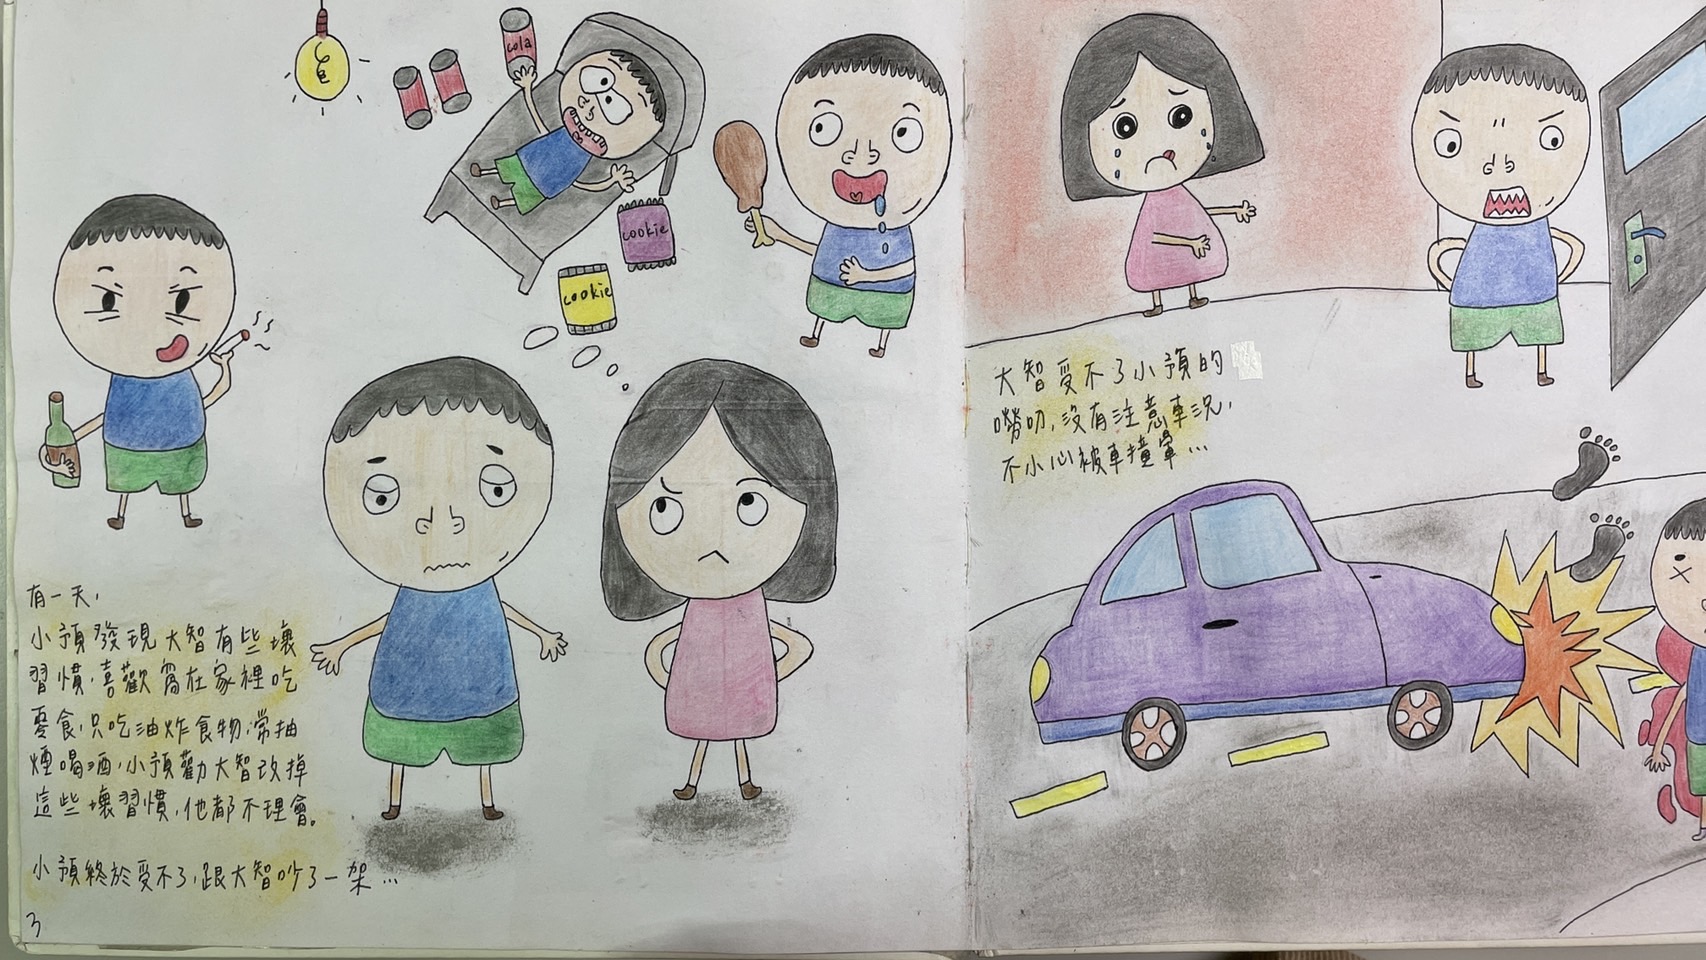 cola
cookie
cookie
有一天，
小預發現大智有些壞
習慣，喜歡窩在家裡吃
零食，只吃油炸食物，常抽
煙喝酒，小預勸大智改掉
這些壞習慣，他都不理會。
小預終於受不了，跟大智吵了一架…
3
大智受不了小預的
嘮叨，沒有注意車況，
不小心被車撞暈…